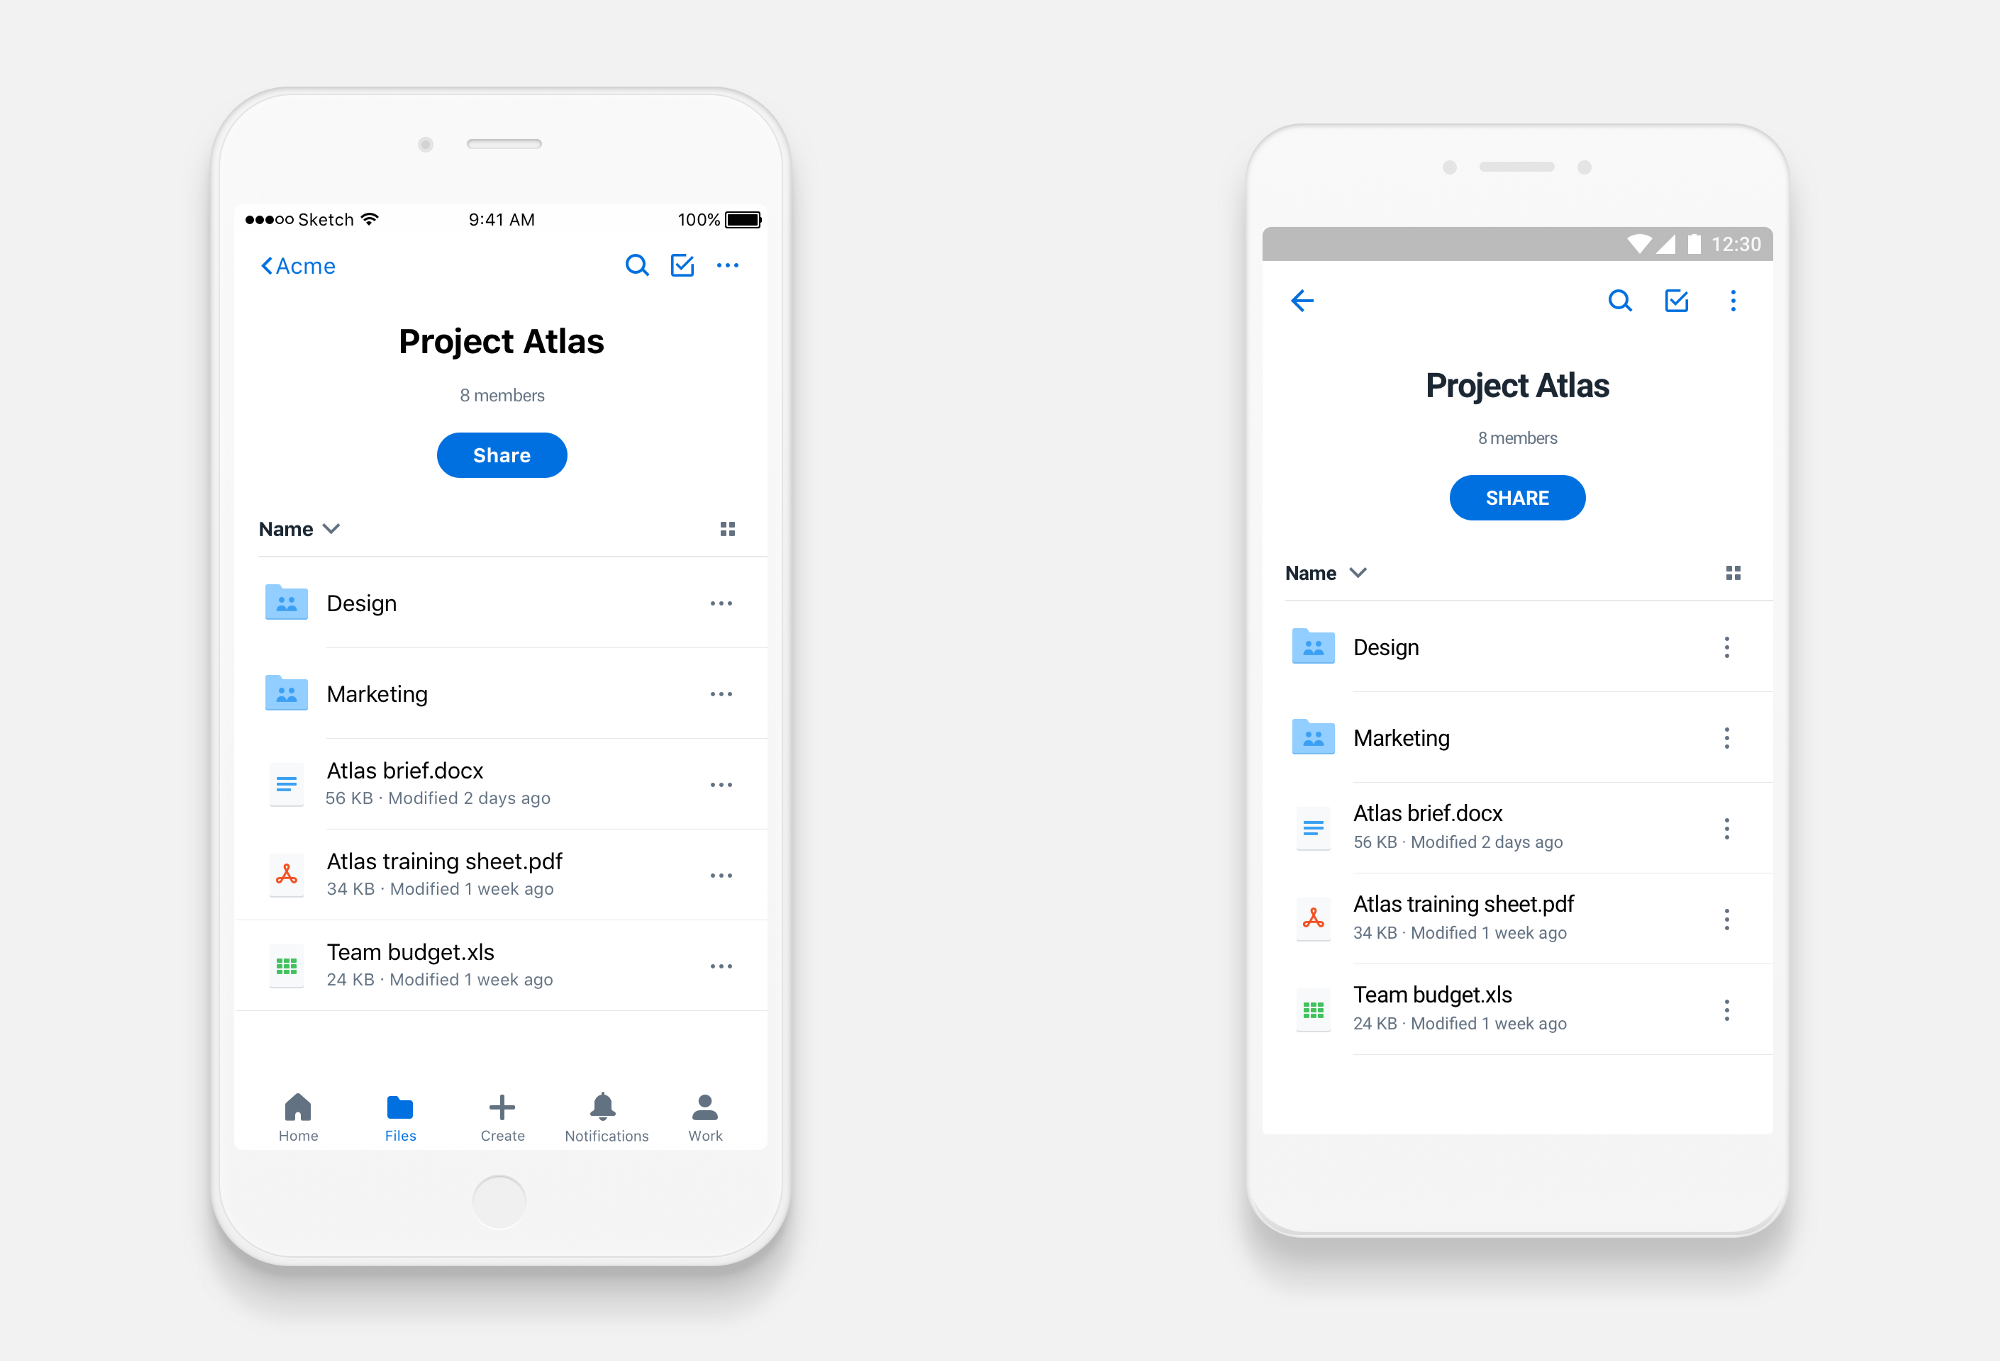 Sketch 9:41 AM 100%
Acme
Project Atlas
8 members
Share
Name
Design
Marketing
Atlas brief.docx
56 KB · Modified 2 days ago
Atlas training sheet.pdf
34 KB · Modified 1 week ago
Team budget.xls
24 KB · Modified 1 week ago
Home Files Create Notifications Work
12:30
Project Atlas
8 members
SHARE
Name
Design
Marketing
Atlas brief.docx
56 KB · Modified 2 days ago
Atlas training sheet.pdf
34 KB · Modified 1 week ago
Team budget.xls
24 KB · Modified 1 week ago